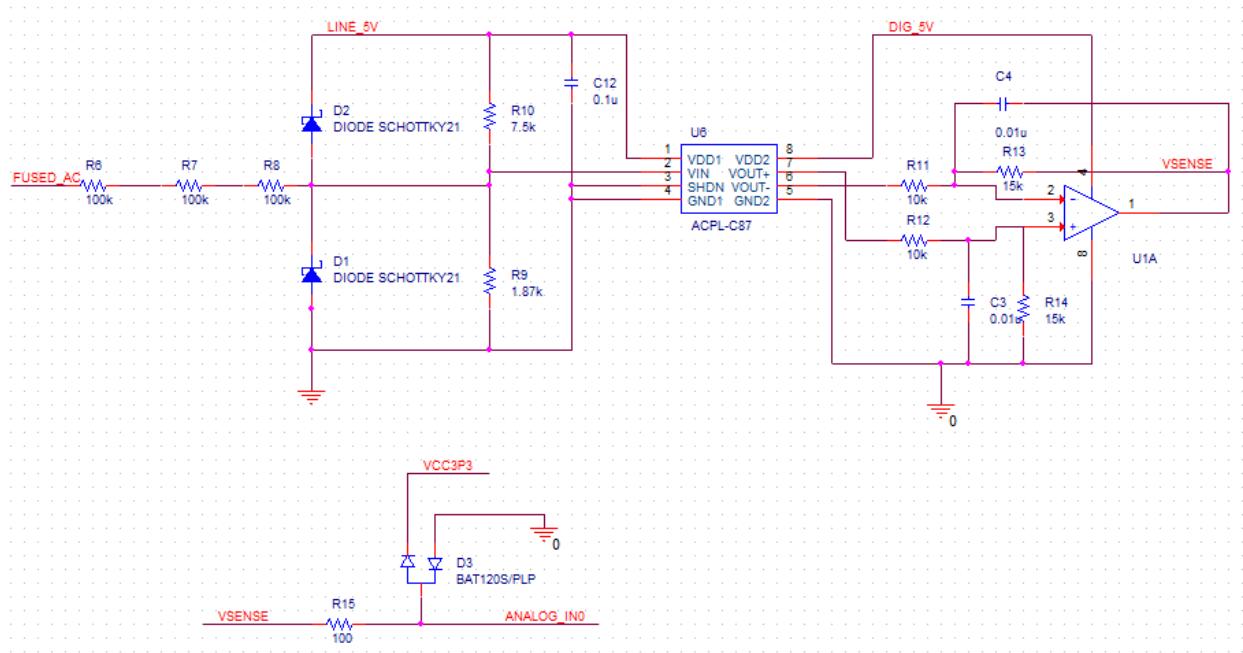 LINE_5V
DIG_5V
C12
0.1u
C4
0.01u
D2
DIODE SCHOTTKY21
R10
7.5k
U6
1
2
3
4
VDD1 VDD2
VIN VOUT+
SHDN VOUT-
GND1 GND2
8
7
6
5
ACPL-C87
R13
15k
VSENSE
FUSED_AC
R6
100k
R7
100k
R8
100k
R11
10k
R12
10k
4
2
-
3
+
1
8
U1A
D1
DIODE SCHOTTKY21
R9
1.87k
C3
0.01u
R14
15k
0
VCC3P3
0
D3
BAT120S/PLP
VSENSE
R15
100
ANALOG_IN0